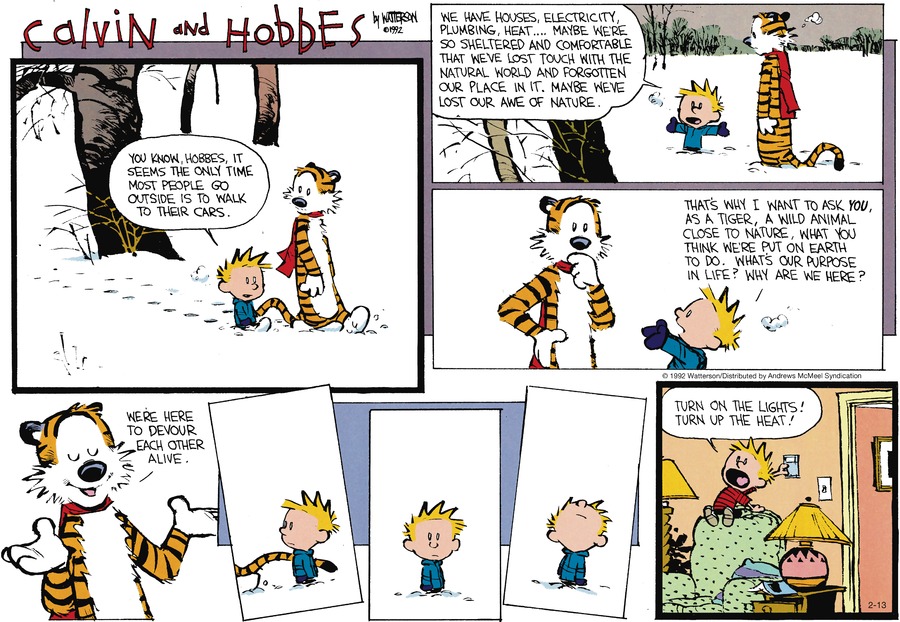 CALVIN AND HOBBES
by WATTERSON
©1992
YOU KNOW, HOBBES, IT
SEEMS THE ONLY TIME
MOST PEOPLE GO
OUTSIDE IS TO WALK
TO THEIR CARS.
WE HAVE HOUSES, ELECTRICITY,
PLUMBING, HEAT.... MAYBE WE'RE
SO SHELTERED AND COMFORTABLE
THAT WE'VE LOST TOUCH WITH THE
NATURAL WORLD AND FORGOTTEN
OUR PLACE IN IT. MAYBE WE'VE
LOST OUR AWE OF NATURE.
THAT'S WHY I WANT TO ASK YOU,
AS A TIGER, A WILD ANIMAL
CLOSE TO NATURE, WHAT YOU
THINK WE'RE PUT ON EARTH
TO DO. WHAT'S OUR PURPOSE
IN LIFE? WHY ARE WE HERE?
© 1992 Watterson/Distributed by Andrews McMeel Syndication
WE'RE HERE
TO DEVOUR
EACH OTHER
ALIVE.
TURN ON THE LIGHTS!
TURN UP THE HEAT!
2-13